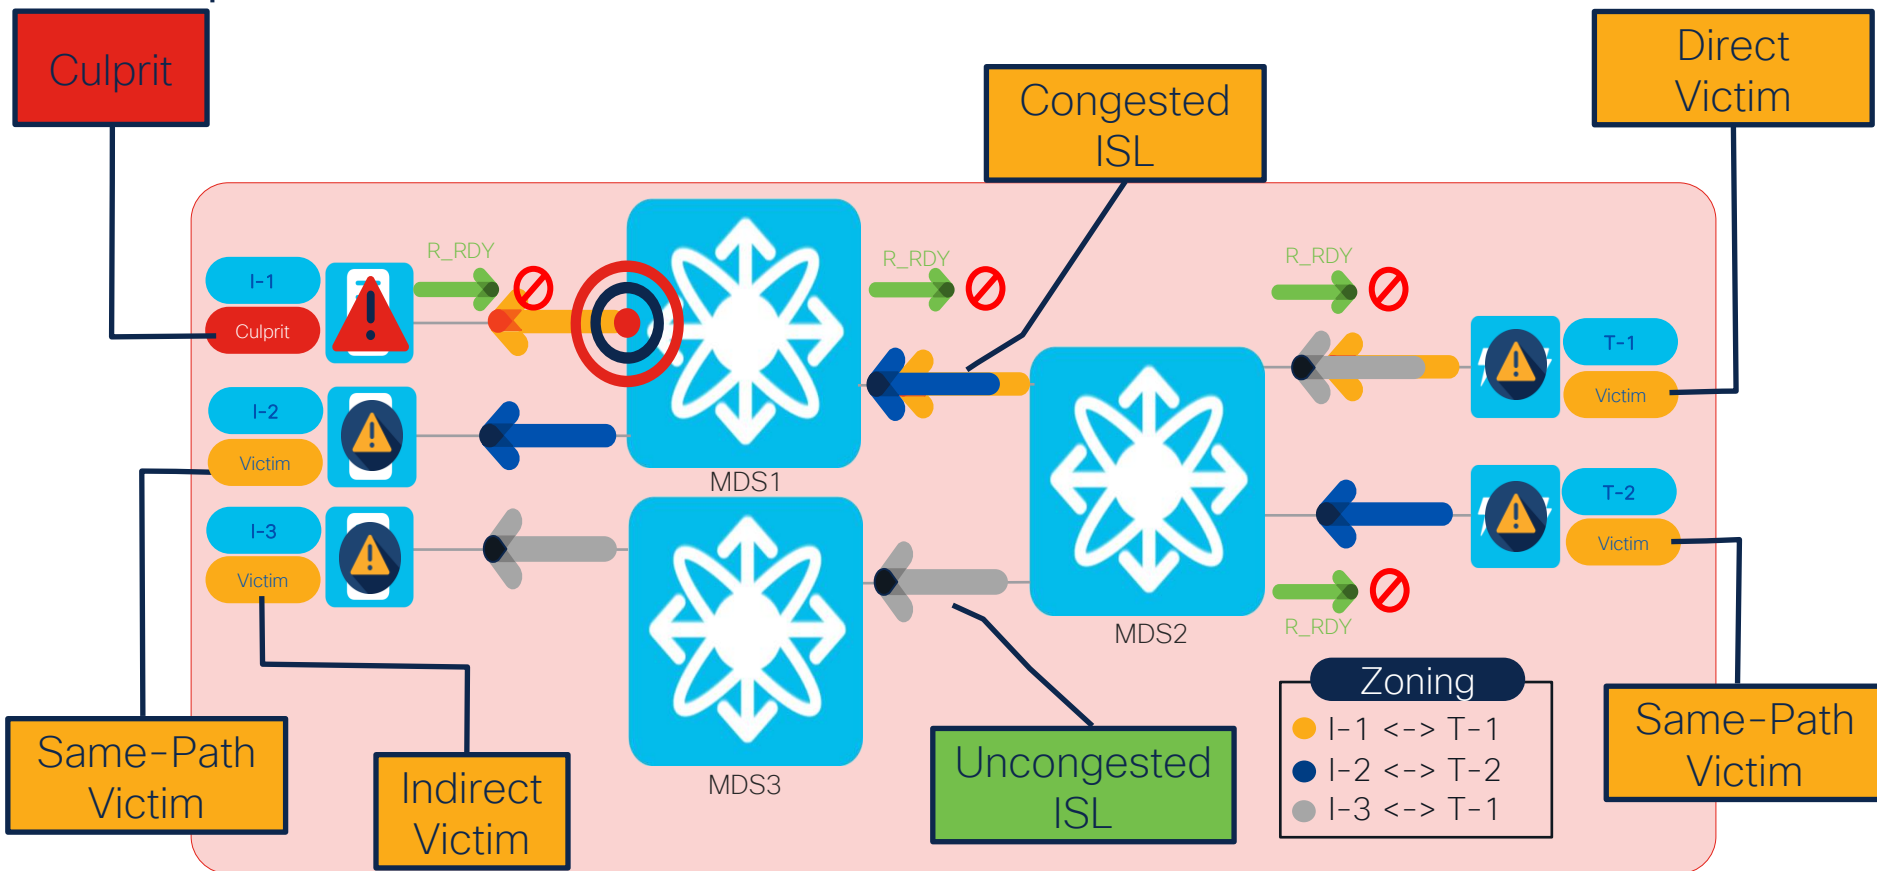 Culprit
Direct
Victim
Congested
ISL
R_RDY
R_RDY
R_RDY
I-1
Culprit
T-1
Victim
I-2
Victim
MDS1
T-2
Victim
I-3
Victim
MDS2
R_RDY
Zoning
I-1 <-> T-1
I-2 <-> T-2
I-3 <-> T-1
MDS3
Same-Path
Victim
Indirect
Victim
Uncongested
ISL
Same-Path
Victim